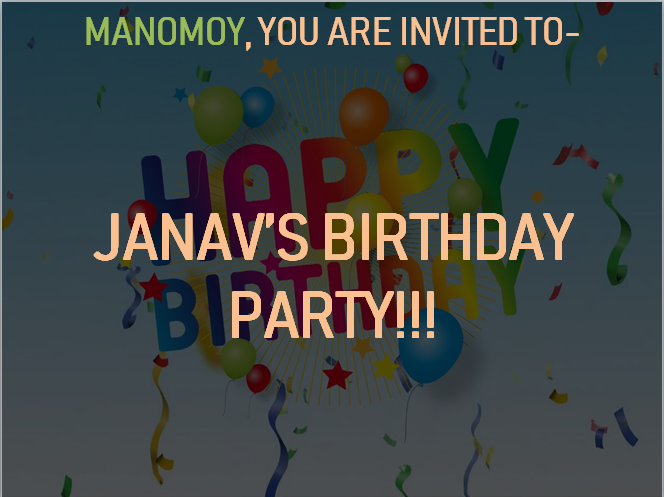 MANOMOY, YOU ARE INVITED TO-
HAPPY
JANAV'S BIRTHDAY
BIRTHDAY
PARTY!!!